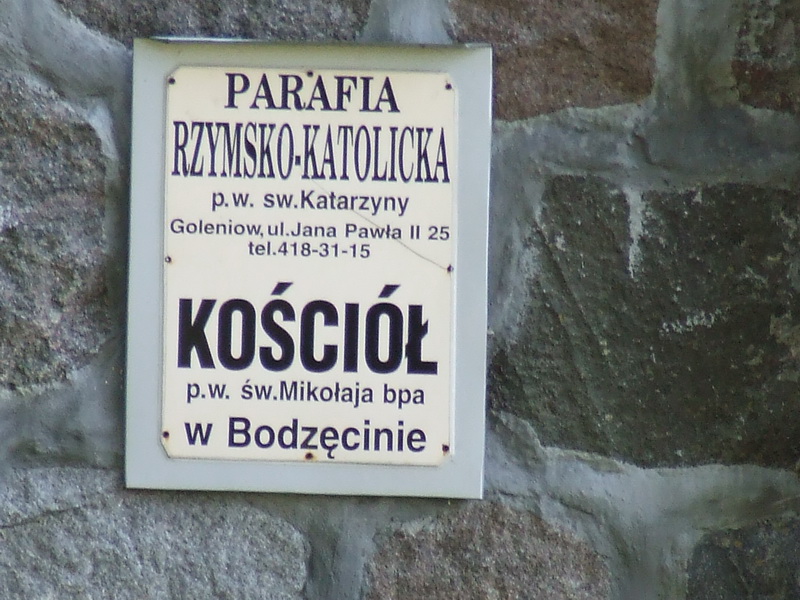 PARAFIA
RZYMSKO-KATOLICKA
p.w. sw.Katarzyny
Goleniow,ul.Jana Pawła II 25
tel.418-31-15
KOŚCIÓŁ
p.w. św.Mikołaja bpa
w Bodzęcinie